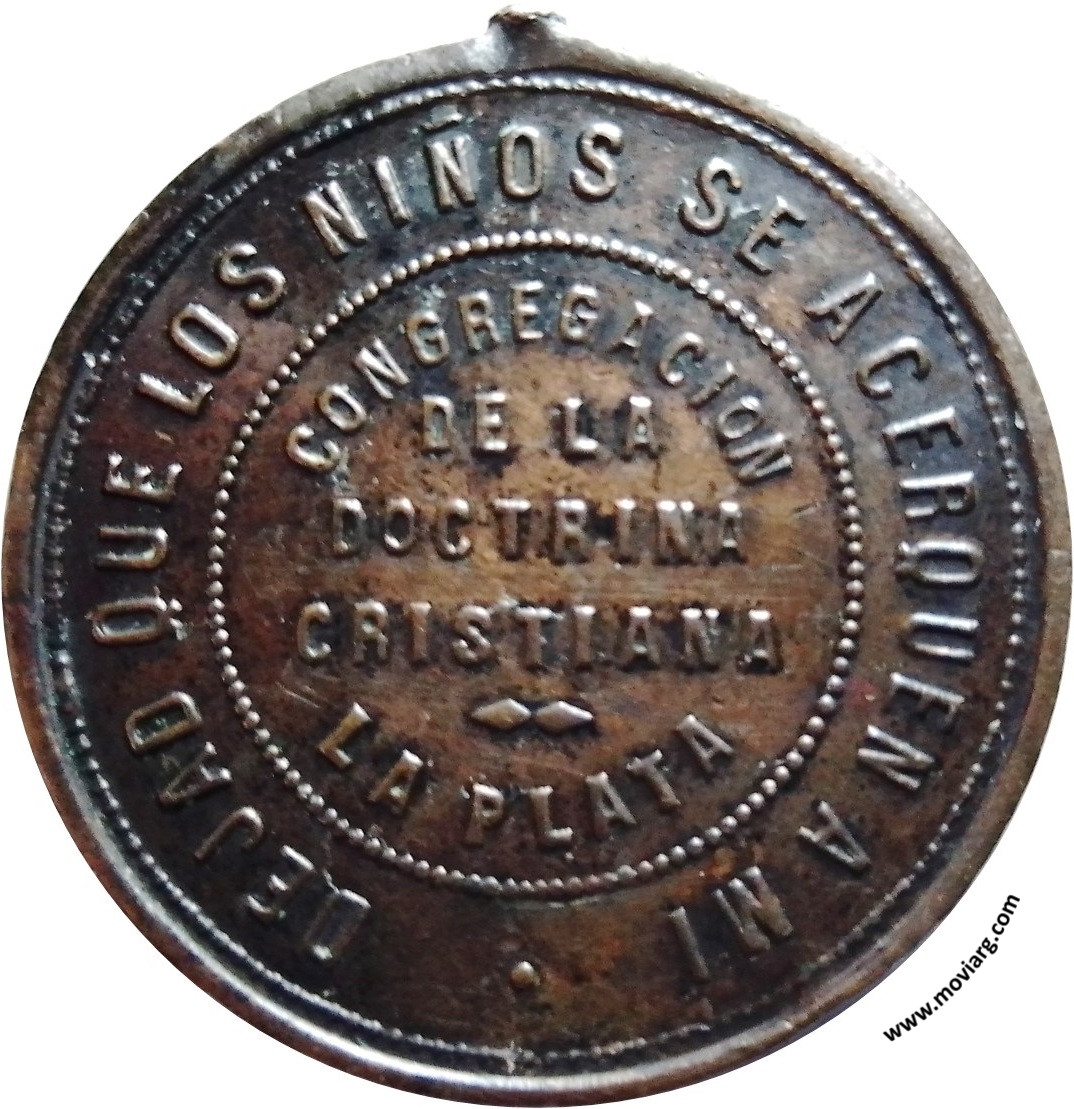 DEJAD QUE LOS NIÑOS SE ACERQUEN A MI
CONGREGACION
DE LA
DOCTRINA
CRISTIANA
LA PLATA
www.moviarg.com